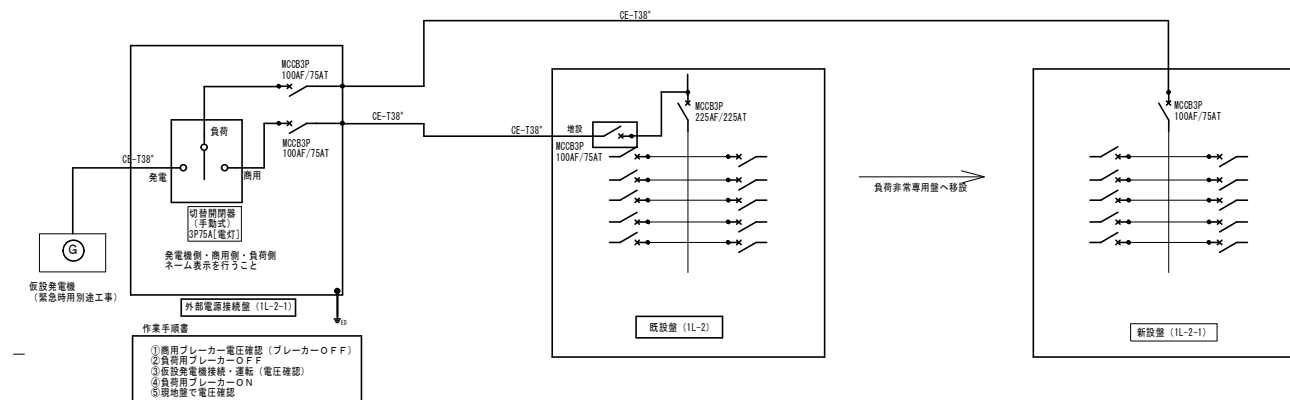 CE-T38°
MCCB3P
100AF/75AT
負荷
CE-T38°
MCCB3P
100AF/75AT
CE-T38°
発電
商用
切替開閉器
(手動式)
3P75A[電灯]
発電機側・商用側・負荷側
ネーム表示を行うこと
G
仮設発電機
(緊急時用別途工事)
外部電源接続盤 (1L-2-1)
ED
CE-T38°
増設
MCCB3P
100AF/75AT
MCCB3P
225AF/225AT
既設盤 (1L-2)
負荷非常専用盤へ移設
MCCB3P
100AF/75AT
新設盤 (1L-2-1)
作業手順書
①商用ブレーカー電圧確認 (ブレーカーOFF)
②負荷用ブレーカーOFF
③仮設発電機接続・運転 (電圧確認)
④負荷用ブレーカーON
⑤現地盤で電圧確認